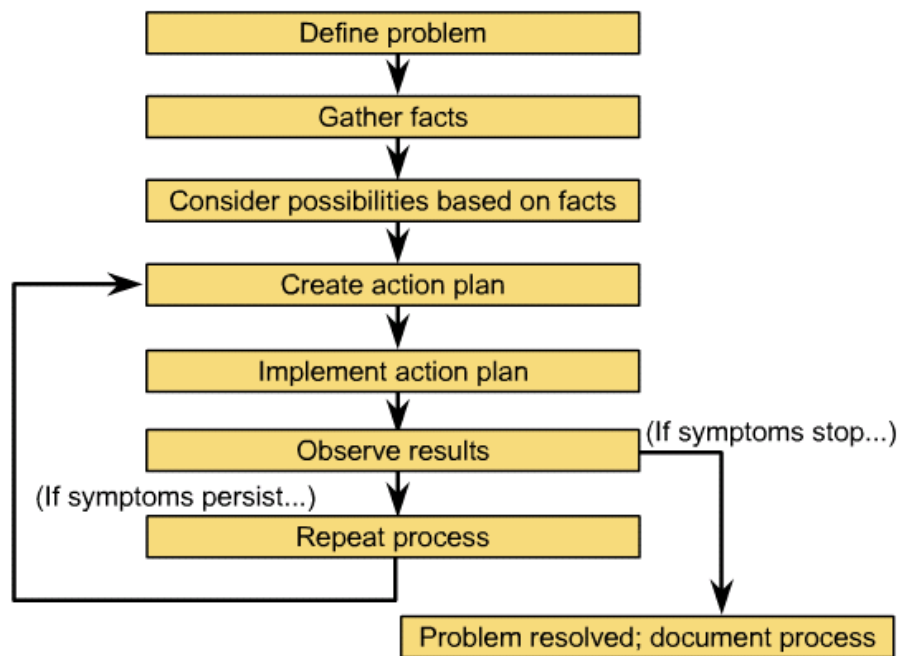 Define problem
Gather facts
Consider possibilities based on facts
Create action plan
Implement action plan
(If symptoms stop...)
Observe results
(If symptoms persist...)
Repeat process
Problem resolved; document process